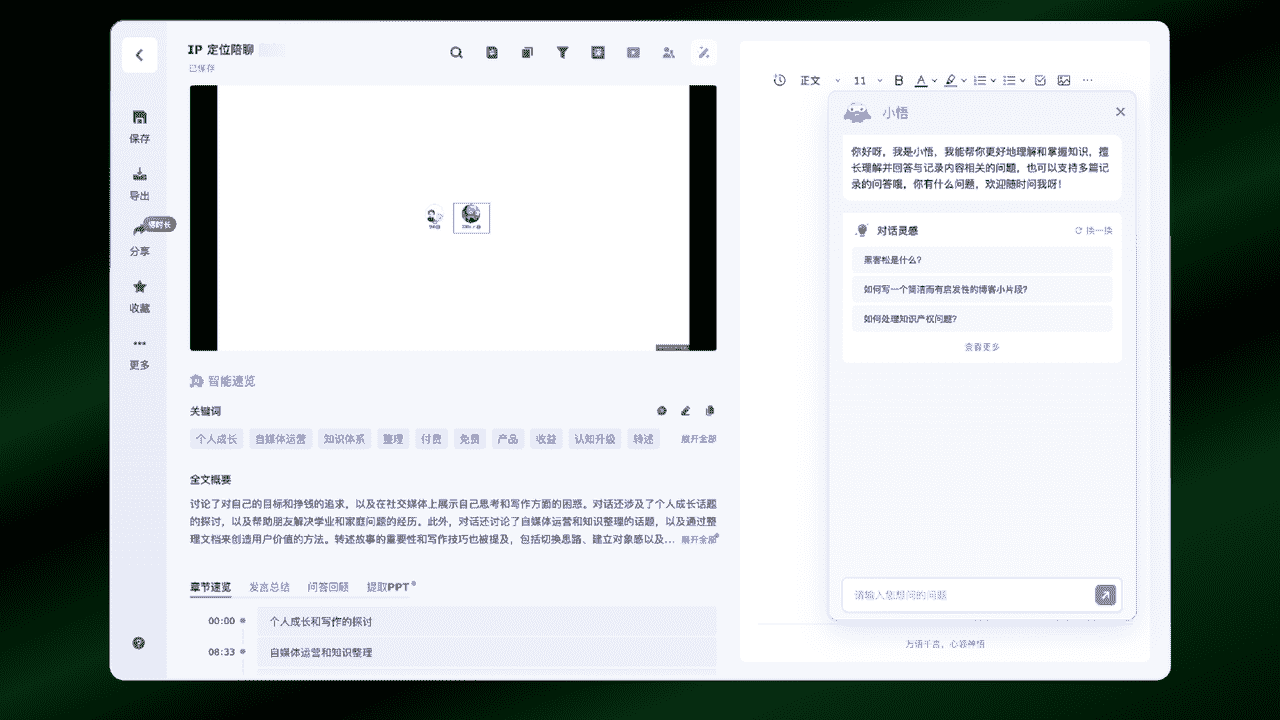 IP 定位陪聊
已保存
保存
导出
课时长
分享
收藏
更多
智能速览
关键词
个人成长 自媒体运营 知识体系 整理 付费 免费 产品 收益 认知升级 转述 展开全部
全文概要
讨论了对自己的目标和挣钱的追求，以及在社交媒体上展示自己思考和写作方面的困惑。对话还涉及了个人成长话题
的探讨，以及帮助朋友解决学业和家庭问题的经历。此外，对话还讨论了自媒体运营和知识整理的话题，以及通过整
理文档来创造用户价值的方法。转述故事的重要性和写作技巧也被提及，包括切换思路、建立对象感以及... 展开全部
章节速览 发言总结 问答回顾 提取PPT
00:00 个人成长和写作的探讨
08:33 自媒体运营和知识整理
正文 11 B A ...
小悟
你好呀，我是小悟，我能帮你更好地理解和掌握知识，擅
长理解并回答与记录内容相关的问题，也可以支持多篇记
录的问答哦，你有什么问题，欢迎随时问我呀！
对话灵感 换一换
黑客松是什么？
如何写一个简洁而有启发性的博客小片段？
如何处理知识产权问题？
查看更多
请输入您想问的问题
万语千言，心领神悟